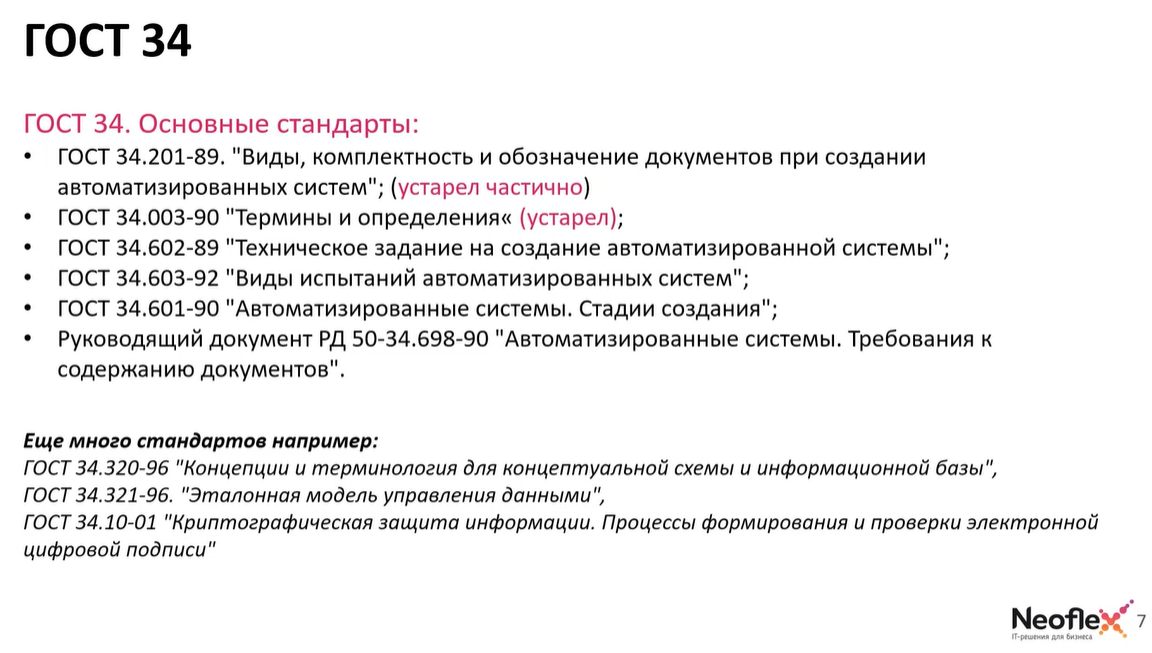 ГОСТ 34
ГОСТ 34. Основные стандарты:
• ГОСТ 34.201-89. "Виды, комплектность и обозначение документов при создании
автоматизированных систем"; (устарел частично)
• ГОСТ 34.003-90 "Термины и определения« (устарел);
• ГОСТ 34.602-89 "Техническое задание на создание автоматизированной системы";
• ГОСТ 34.603-92 "Виды испытаний автоматизированных систем";
• ГОСТ 34.601-90 "Автоматизированные системы. Стадии создания";
• Руководящий документ РД 50-34.698-90 "Автоматизированные системы. Требования к
содержанию документов".
Еще много стандартов например:
ГОСТ 34.320-96 "Концепции и терминология для концептуальной схемы и информационной базы",
ГОСТ 34.321-96. "Эталонная модель управления данными",
ГОСТ 34.10-01 "Криптографическая защита информации. Процессы формирования и проверки электронной
цифровой подписи"
Neoflex
IT-решения для бизнеса
7